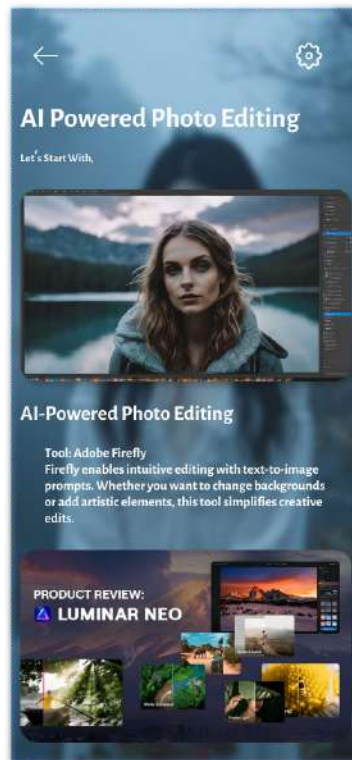 AI Powered Photo Editing
Let's Start With,
AI-Powered Photo Editing
Tool: Adobe Firefly
Firefly enables intuitive editing with text-to-image
prompts. Whether you want to change backgrounds
or add artistic elements, this tool simplifies creative
edits.
PRODUCT REVIEW:
LUMINAR NEO